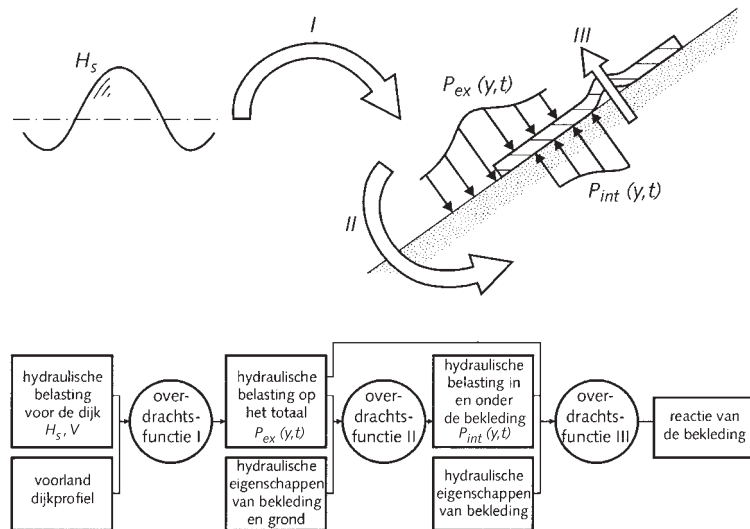 H_s
I
III
P_ex (y,t)
P_int (y,t)
II
hydraulische
belasting
voor de dijk
H_s, V
voorland
dijkprofiel
over-
drachts-
functie I
hydraulische
belasting op
het totaal
P_ex (y,t)
hydraulische
eigenschappen
van bekleding
en grond
over-
drachts-
functie II
hydraulische
belasting in
en onder
de bekleding
P_int (y,t)
hydraulische
eigenschappen
van bekleding
over-
drachts-
functie III
reactie van
de bekleding